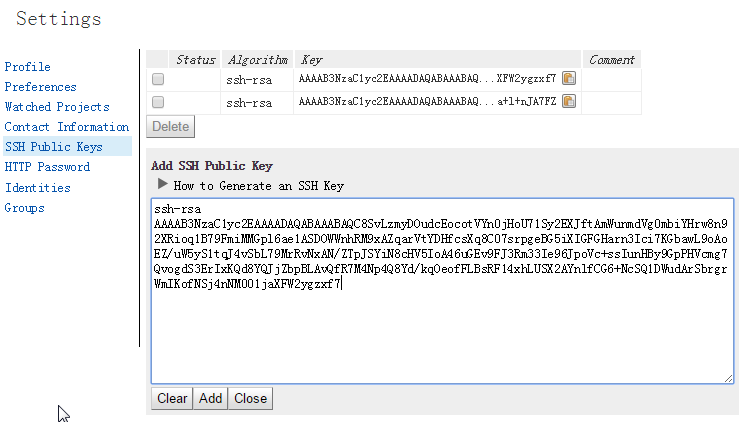 Settings
Profile
Preferences
Watched Projects
Contact Information
SSH Public Keys
HTTP Password
Identities
Groups
Status Algorithm Key Comment
ssh-rsa AAAAB3NzaC1yc2EAAAADAQABAAABAQ...XFW2ygzxf7
ssh-rsa AAAAB3NzaC1yc2EAAAADAQABAAABAQ...a+l+nJA7FZ
Delete
Add SSH Public Key
How to Generate an SSH Key
ssh-rsa
AAAAB3NzaC1yc2EAAAADAQABAAABAQC8SvLzmyDOudcEocotVYn0jHoU71Sy2EXJftAmWunmdVg0mbiYHrw8n9
2XRioq1B79FmiMMGpl6ae1ASDOWWnhRM9xAZqarVtYDHfcsXq8C07srpgeBG5iXIGFGHarn3Ici7KGbawL9oAo
EZ/uW5yS1tqJ4vSbL79MrRvNxAN/ZTpJSYiN8cHV5IoA46uGEv9FJ3Rm33Ie96JpoVc+ssIunHBy9GpPHVcmg7
QvogdS3ErIxKQd8YQJjZbpBLAvQfR7M4Np4Q8Yd/kqOeofFLBsRF14xhLUSX2AYnlfCG6+NcSQ1DWudArSbrgr
WmIKofNSj4nNM001jaXFW2ygzxf7
Clear Add Close